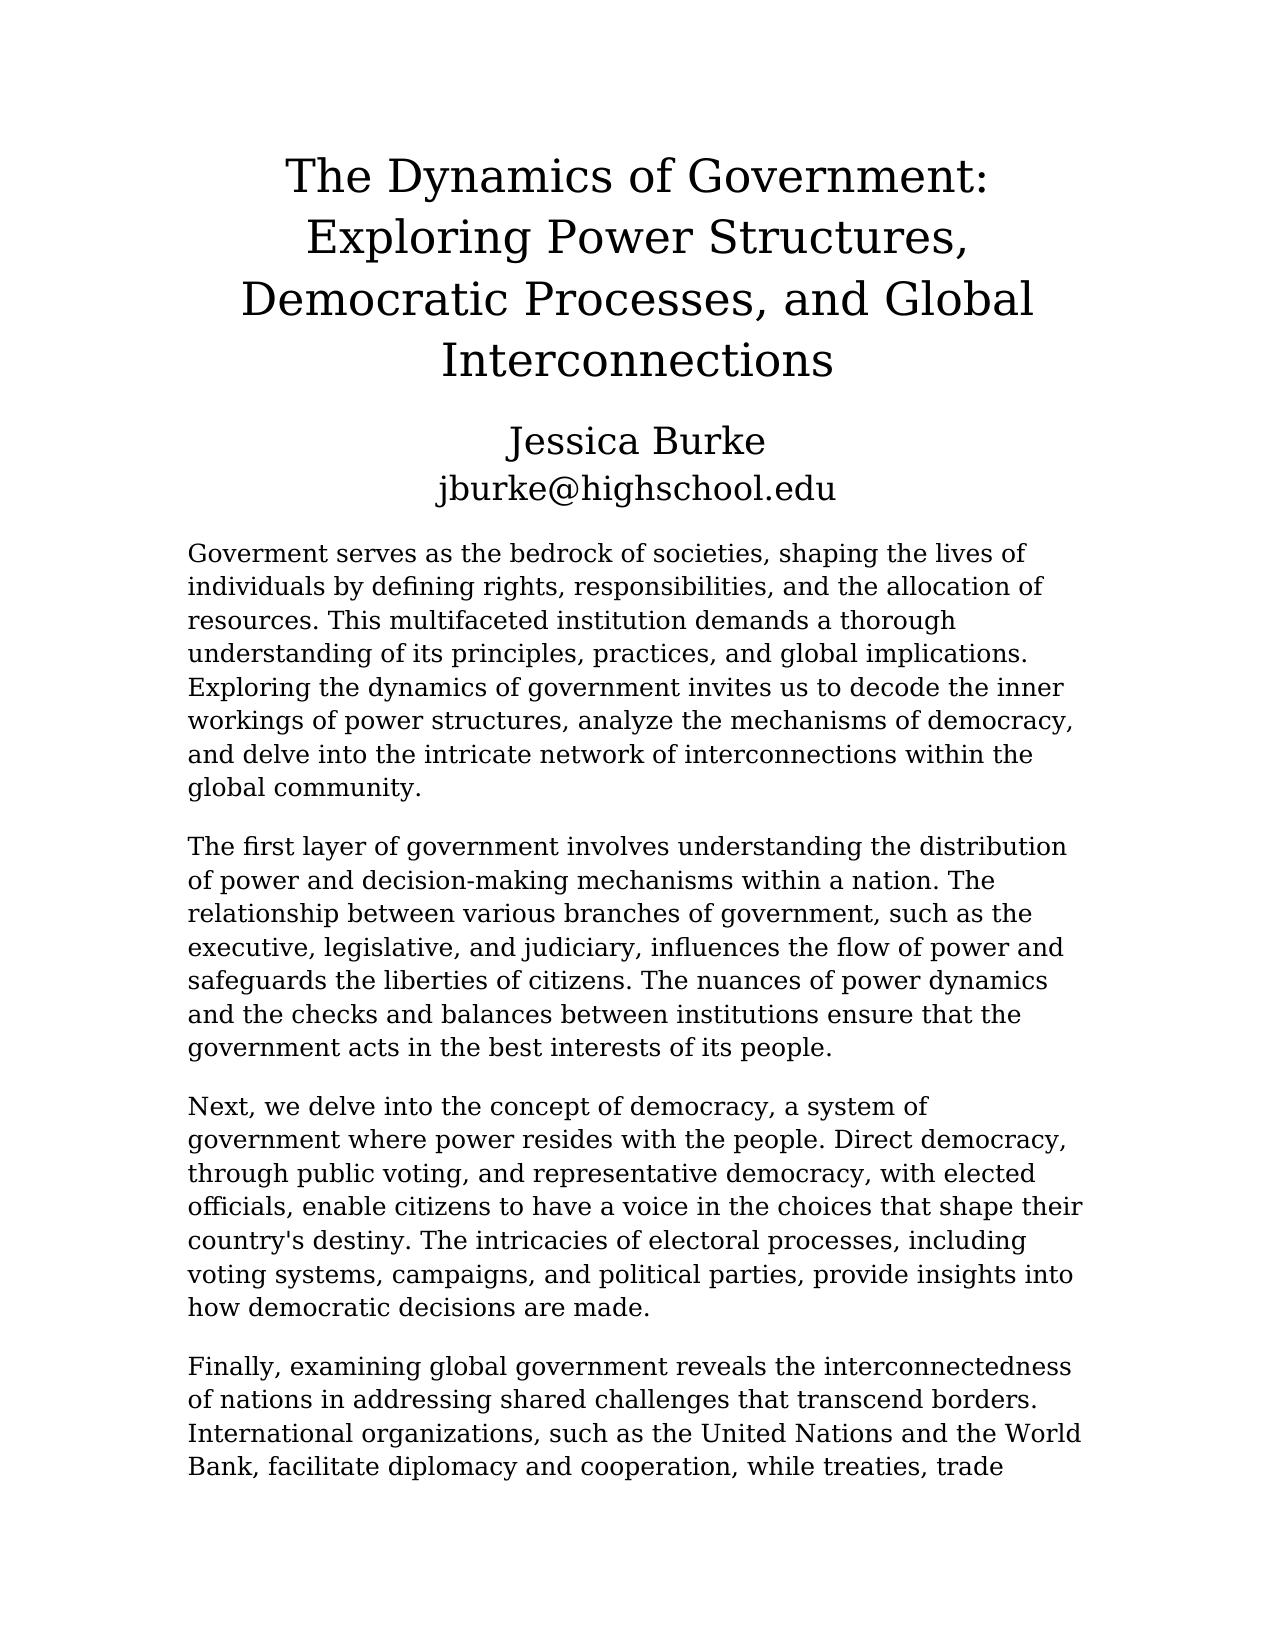 The Dynamics of Government:
Exploring Power Structures,
Democratic Processes, and Global
Interconnections
Jessica Burke
jburke@highschool.edu
Goverment serves as the bedrock of societies, shaping the lives of
individuals by defining rights, responsibilities, and the allocation of
resources. This multifaceted institution demands a thorough
understanding of its principles, practices, and global implications.
Exploring the dynamics of government invites us to decode the inner
workings of power structures, analyze the mechanisms of democracy,
and delve into the intricate network of interconnections within the
global community.
The first layer of government involves understanding the distribution
of power and decision-making mechanisms within a nation. The
relationship between various branches of government, such as the
executive, legislative, and judiciary, influences the flow of power and
safeguards the liberties of citizens. The nuances of power dynamics
and the checks and balances between institutions ensure that the
government acts in the best interests of its people.
Next, we delve into the concept of democracy, a system of
government where power resides with the people. Direct democracy,
through public voting, and representative democracy, with elected
officials, enable citizens to have a voice in the choices that shape their
country's destiny. The intricacies of electoral processes, including
voting systems, campaigns, and political parties, provide insights into
how democratic decisions are made.
Finally, examining global government reveals the interconnectedness
of nations in addressing shared challenges that transcend borders.
International organizations, such as the United Nations and the World
Bank, facilitate diplomacy and cooperation, while treaties, trade